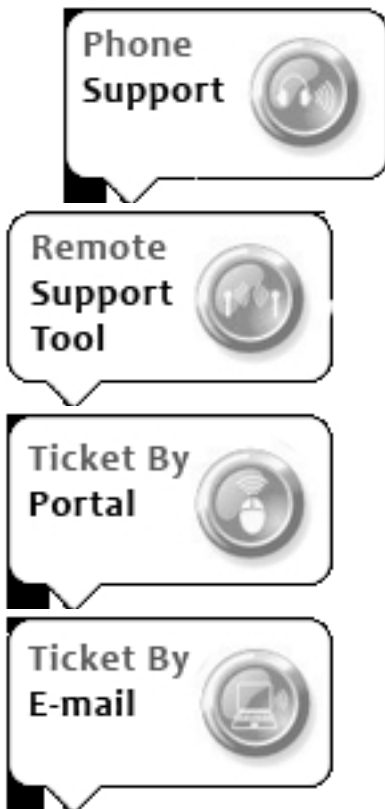 Phone
Support
Remote
Support
Tool
Ticket By
Portal
Ticket By
E-mail